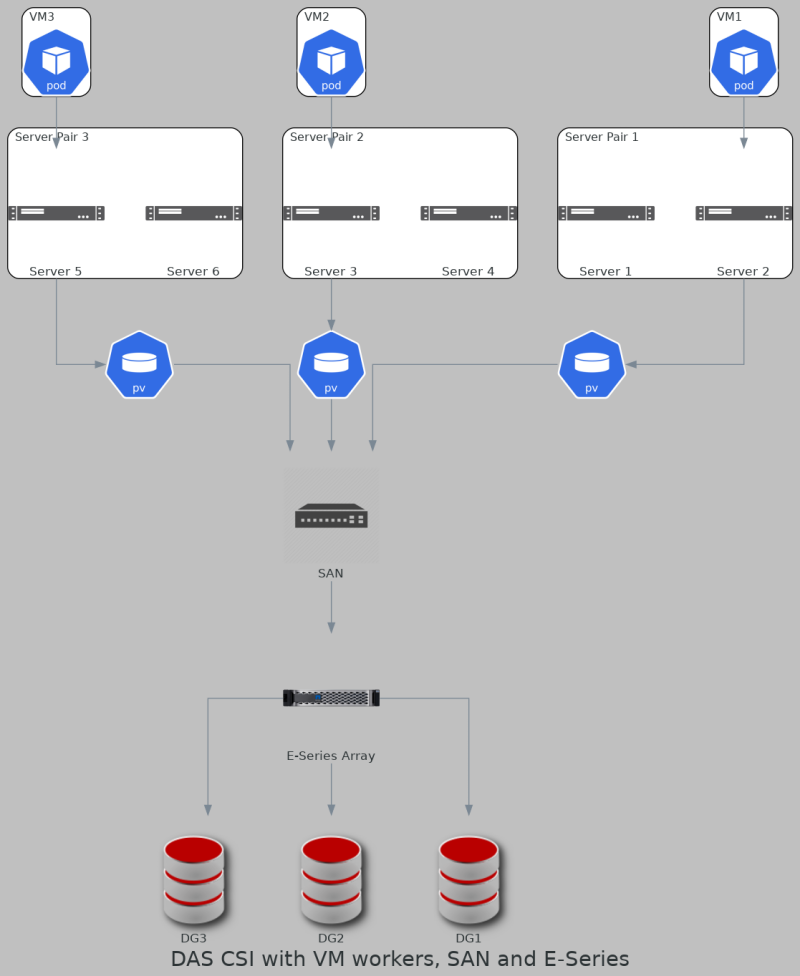 VM3
VM2
VM1
pod
pod
pod
Server Pair 3
Server Pair 2
Server Pair 1
Server 5
Server 6
Server 3
Server 4
Server 1
Server 2
pv
pv
pv
SAN
E-Series Array
DG3
DG2
DG1
DAS CSI with VM workers, SAN and E-Series